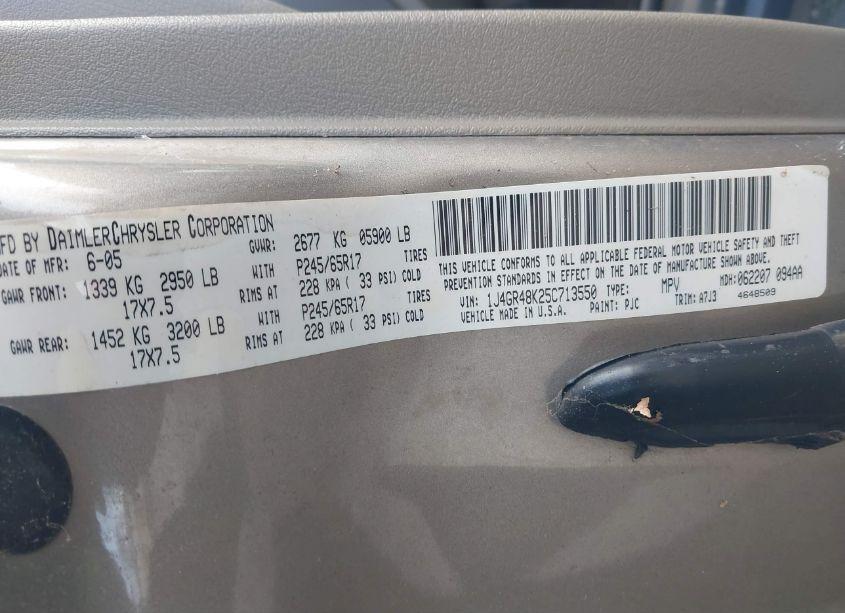 MFD BY DAIMLERCHRYSLER CORPORATION
DATE OF MFR: 6-05 GVWR: 2677 KG 05900 LB
GAWR FRONT: 1339 KG 2950 LB WITH P245/65R17 TIRES
17X7.5 RIMS AT 228 KPA ( 33 PSI) COLD
GAWR REAR: 1452 KG 3200 LB WITH P245/65R17 TIRES
17X7.5 RIMS AT 228 KPA ( 33 PSI) COLD
THIS VEHICLE CONFORMS TO ALL APPLICABLE FEDERAL MOTOR VEHICLE SAFETY AND THEFT
PREVENTION STANDARDS IN EFFECT ON THE DATE OF MANUFACTURE SHOWN ABOVE.
VIN: 1J4GR48K25C713550 TYPE: MPV MDH:062207 094AA
VEHICLE MADE IN U.S.A. PAINT: PJC TRIM: A7J3 4648509